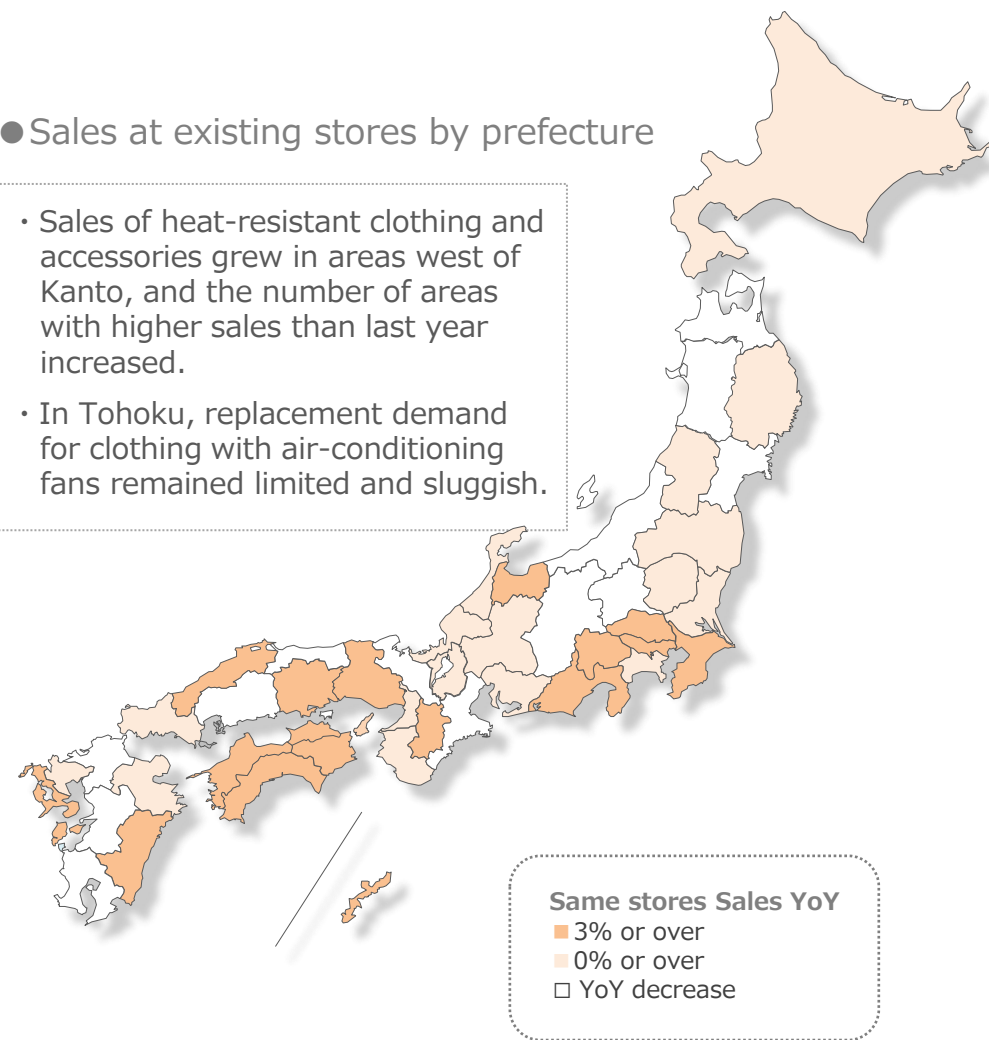 ●Sales at existing stores by prefecture
・Sales of heat-resistant clothing and
accessories grew in areas west of
Kanto, and the number of areas
with higher sales than last year
increased.
・In Tohoku, replacement demand
for clothing with air-conditioning
fans remained limited and sluggish.
Same stores Sales YoY
■3% or over
■0% or over
□ YoY decrease